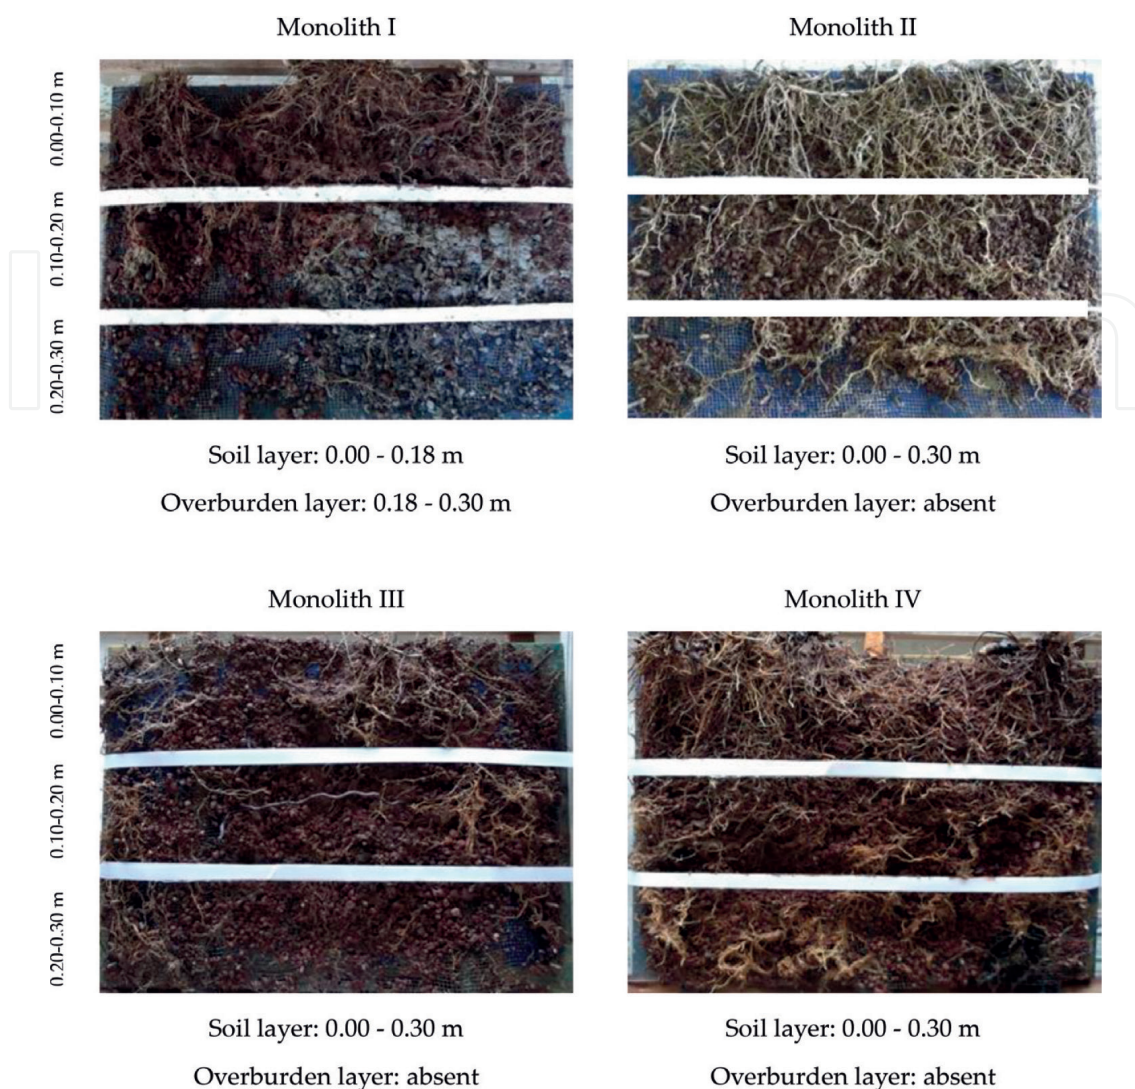 Monolith I
Monolith II
0.00-0.10 m
0.10-0.20 m
0.20-0.30 m
Soil layer: 0.00 - 0.18 m
Overburden layer: 0.18 - 0.30 m
Soil layer: 0.00 - 0.30 m
Overburden layer: absent
Monolith III
Monolith IV
0.00-0.10 m
0.10-0.20 m
0.20-0.30 m
Soil layer: 0.00 - 0.30 m
Overburden layer: absent
Soil layer: 0.00 - 0.30 m
Overburden layer: absent